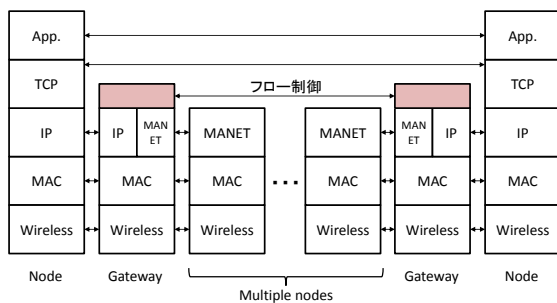 App.
App.
TCP
TCP
フロー制御
IP
IP
MAN
ET
MANET
MANET
MAN
ET
IP
IP
MAC
MAC
MAC
MAC
MAC
MAC
Wireless
Wireless
Wireless
Wireless
Wireless
Wireless
Node
Gateway
Gateway
Node
Multiple nodes